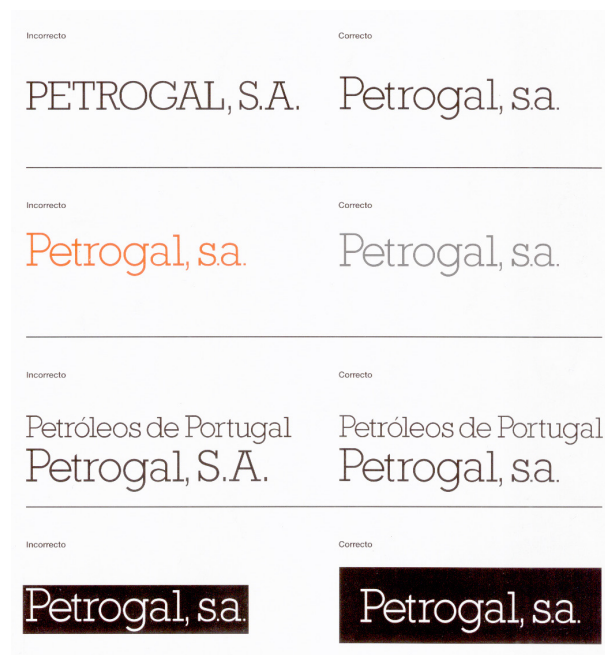 Incorrecto Correcto
PETROGAL, S.A. Petrogal, s.a.
Incorrecto Correcto
Petrogal, s.a. Petrogal, s.a.
Incorrecto Correcto
Petróleos de Portugal Petróleos de Portugal
Petrogal, S.A. Petrogal, s.a.
Incorrecto Correcto
Petrogal, s.a. Petrogal, s.a.